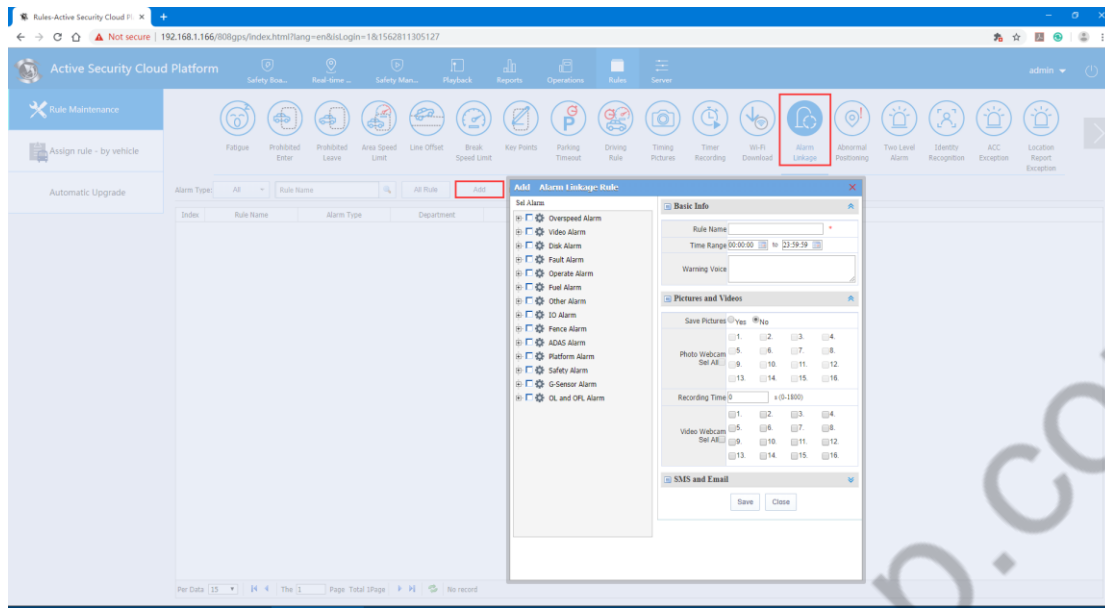 Rules-Active Security Cloud Pl
Not secure | 192.168.1.166/808gps/index.html?lang=en&isLogin=1&1562811305127
Active Security Cloud Platform
Safety Boa...
Real-time ...
Safety Man...
Playback
Reports
Operations
Rules
Server
admin
Rule Maintenance
Assign rule - by vehicle
Automatic Upgrade
Fatigue
Prohibited Enter
Prohibited Leave
Area Speed Limit
Line Offset
Break Speed Limit
Key Points
Parking Timeout
Driving Rule
Timing Pictures
Timer Recording
Wi-Fi Download
Alarm Linkage
Abnormal Positioning
Two Level Alarm
Identity Recognition
ACC Exception
Location Report Exception
Alarm Type: All Rule Name All Rule Add
Index Rule Name Alarm Type Department
Add Alarm Linkage Rule
Sel Alarm
Overspeed Alarm
Video Alarm
Disk Alarm
Fault Alarm
Operate Alarm
Fuel Alarm
Other Alarm
IO Alarm
Fence Alarm
ADAS Alarm
Platform Alarm
Safety Alarm
G-Sensor Alarm
OL and OFL Alarm
Basic Info
Rule Name *
Time Range 00:00:00 to 23:59:59
Warning Voice
Pictures and Videos
Save Pictures Yes No
Photo Webcam
Sel All
1. 2. 3. 4.
5. 6. 7. 8.
9. 10. 11. 12.
13. 14. 15. 16.
Recording Time 0 s (0-1800)
Video Webcam
Sel All
1. 2. 3. 4.
5. 6. 7. 8.
9. 10. 11. 12.
13. 14. 15. 16.
SMS and Email
Save Close
Per Data 15 The 1 Page Total 1Page No record